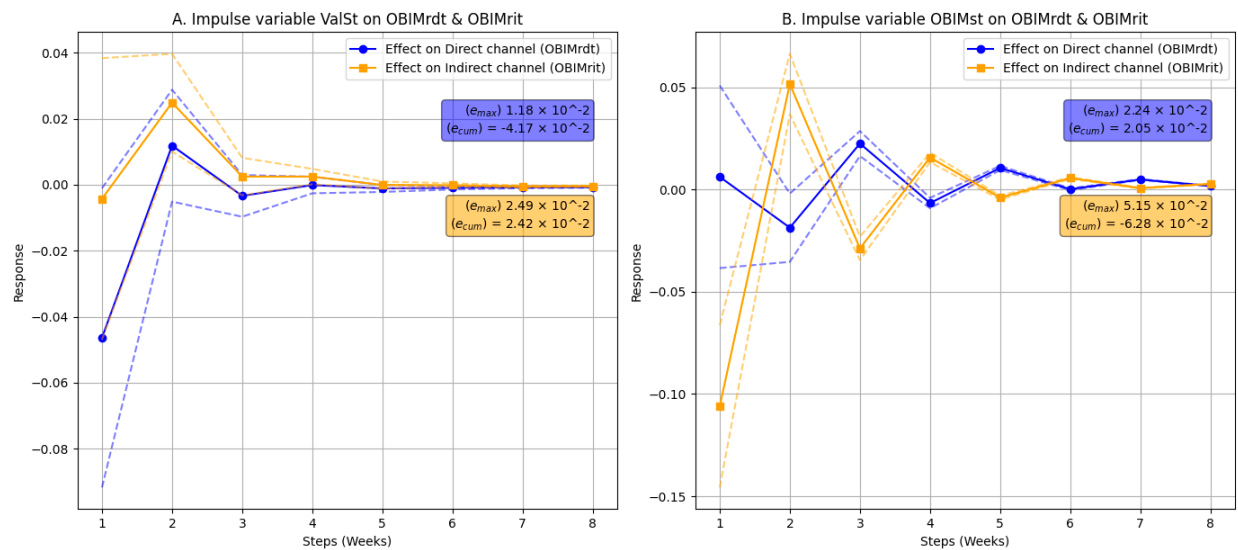 A. Impulse variable ValSt on OBIMrdt & OBIMrit
Effect on Direct channel (OBIMrdt)
Effect on Indirect channel (OBIMrit)
(e_max) 1.18 × 10^-2
(e_cum) = -4.17 × 10^-2
(e_max) 2.49 × 10^-2
(e_cum) = 2.42 × 10^-2
Response
0.04
0.02
0.00
−0.02
−0.04
−0.06
−0.08
1 2 3 4 5 6 7 8
Steps (Weeks)
B. Impulse variable OBIMst on OBIMrdt & OBIMrit
Effect on Direct channel (OBIMrdt)
Effect on Indirect channel (OBIMrit)
(e_max) 2.24 × 10^-2
(e_cum) = 2.05 × 10^-2
(e_max) 5.15 × 10^-2
(e_cum) = -6.28 × 10^-2
Response
0.05
0.00
−0.05
−0.10
−0.15
1 2 3 4 5 6 7 8
Steps (Weeks)